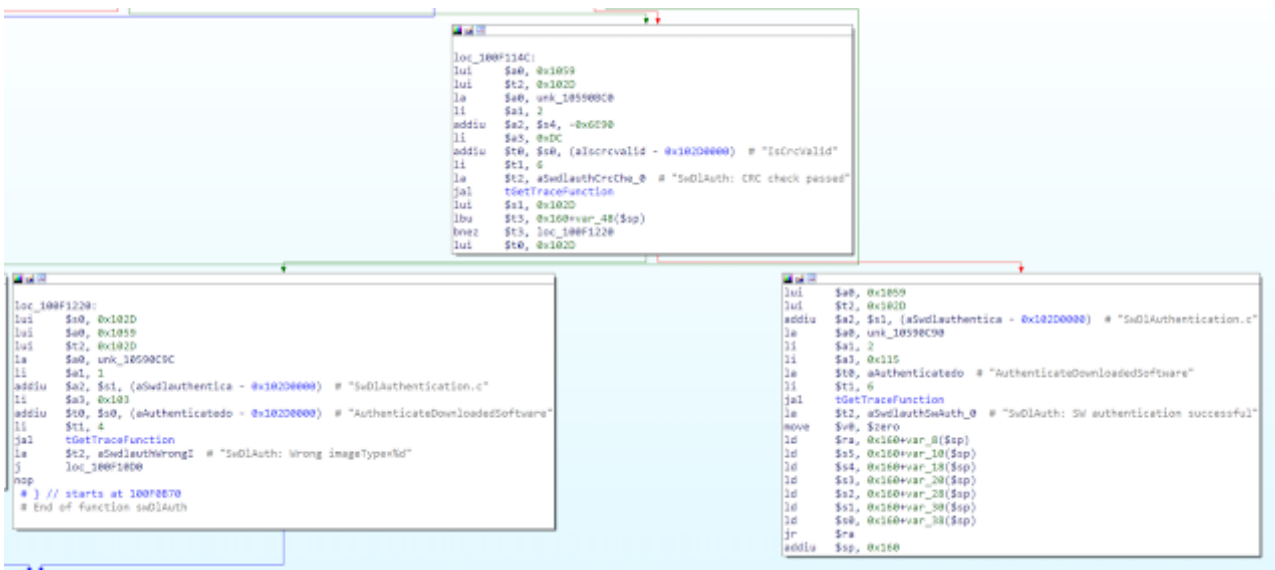 loc_100F114C:
lui $a0, 0x1059
lui $t2, 0x102D
la $a0, unk_105908C0
li $a1, 2
addiu $a2, $s4, -0x6E90
li $a3, 0xDC
addiu $t0, $s0, (aIscrcvalid - 0x102D0000) # "IsCrcValid"
li $t1, 6
la $t2, aSwdlauthCrcChe_0 # "SwDlAuth: CRC check passed"
jal tGetTraceFunction
lui $s1, 0x102D
lbu $t3, 0x160+var_48($sp)
bnez $t3, loc_100F1220
lui $t0, 0x102D
loc_100F1220:
lui $s0, 0x102D
lui $a0, 0x1059
lui $t2, 0x102D
la $a0, unk_10590C9C
li $a1, 1
addiu $a2, $s1, (aSwdlauthentica - 0x102D0000) # "SwDlAuthentication.c"
li $a3, 0x103
addiu $t0, $s0, (aAuthenticatedo - 0x102D0000) # "AuthenticateDownloadedSoftware"
li $t1, 4
jal tGetTraceFunction
la $t2, aSwdlauthWrongI # "SwDlAuth: Wrong imageType=%d"
j loc_100F10D0
nop
# } // starts at 100F0B70
# End of function swDlAuth
lui $a0, 0x1059
lui $t2, 0x102D
addiu $a2, $s1, (aSwdlauthentica - 0x102D0000) # "SwDlAuthentication.c"
la $a0, unk_10590C90
li $a1, 2
li $a3, 0x115
la $t0, aAuthenticatedo # "AuthenticateDownloadedSoftware"
li $t1, 6
jal tGetTraceFunction
la $t2, aSwdlauthSwAuth_0 # "SwDlAuth: SW authentication successful"
move $v0, $zero
ld $ra, 0x160+var_8($sp)
ld $s5, 0x160+var_10($sp)
ld $s4, 0x160+var_18($sp)
ld $s3, 0x160+var_20($sp)
ld $s2, 0x160+var_28($sp)
ld $s1, 0x160+var_30($sp)
ld $s0, 0x160+var_38($sp)
jr $ra
addiu $sp, 0x160